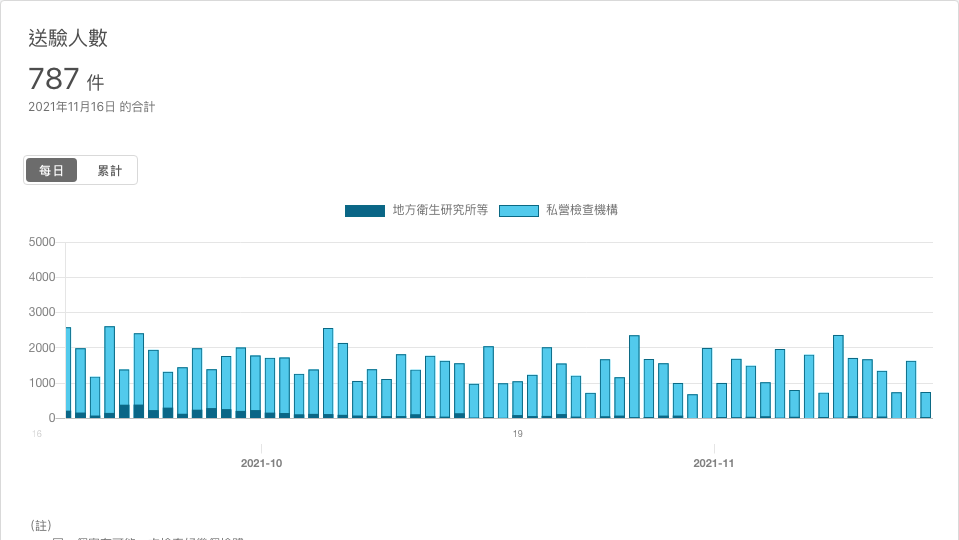 送驗人數
787 件
2021年11月16日 的合計
每日 累計
地方衛生研究所等 私營檢查機構
5000
4000
3000
2000
1000
0
16 19
2021-10 2021-11
(註)